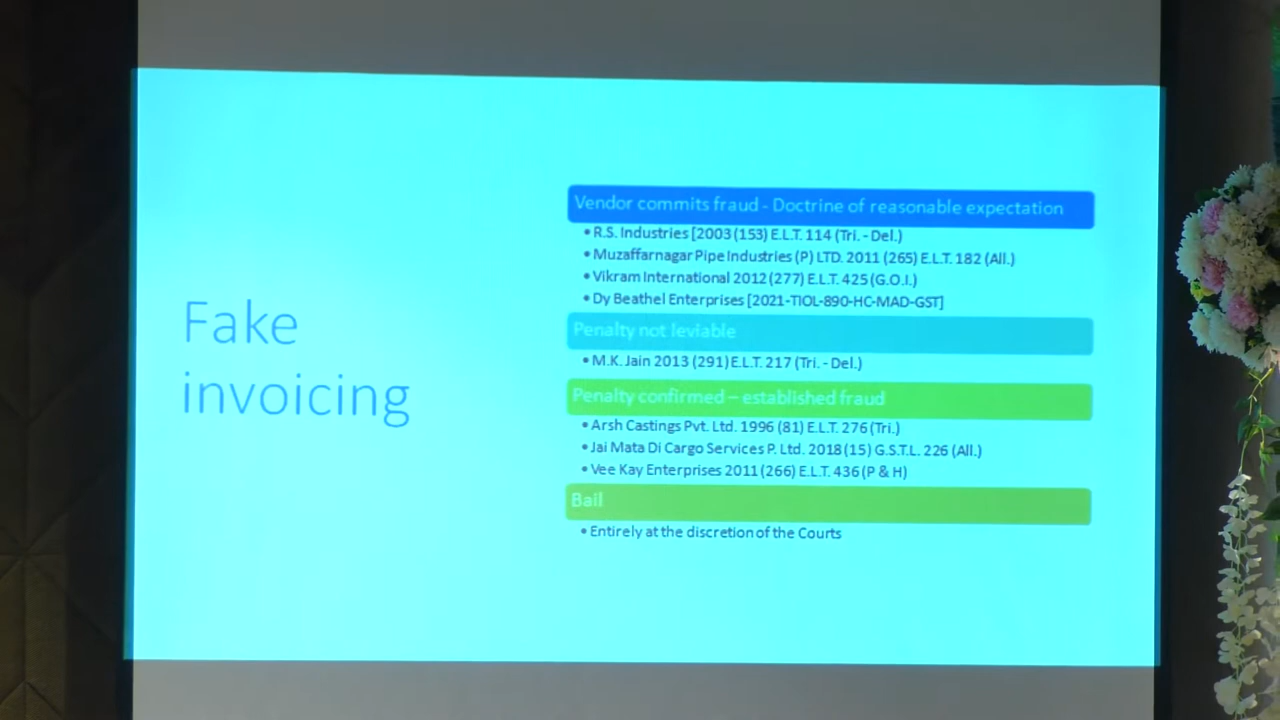 Fake
invoicing
Vendor commits fraud - Doctrine of reasonable expectation
• R.S. Industries [2003 (153) E.L.T. 114 (Tri. - Del.)
• Muzaffarnagar Pipe Industries (P) LTD. 2011 (265) E.L.T. 182 (All.)
• Vikram International 2012 (277) E.L.T. 425 (G.O.I.)
• Dy Beathel Enterprises [2021-TIOL-890-HC-MAD-GST]
Penalty not leviable
• M.K. Jain 2013 (291) E.L.T. 217 (Tri. - Del.)
Penalty confirmed – established fraud
• Arsh Castings Pvt. Ltd. 1996 (81) E.L.T. 276 (Tri.)
• Jai Mata Di Cargo Services P. Ltd. 2018 (15) G.S.T.L. 226 (All.)
• Vee Kay Enterprises 2011 (266) E.L.T. 436 (P & H)
Bail
• Entirely at the discretion of the Courts